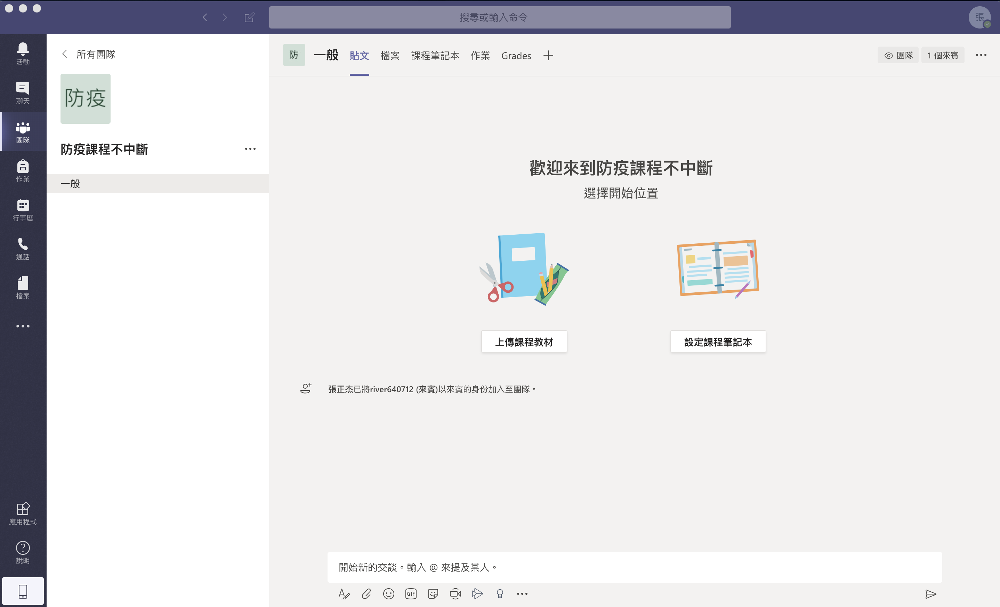 搜尋或輸入命令
張
活動
聊天
團隊
作業
行事曆
通話
檔案
應用程式
說明
所有團隊
防疫
防疫課程不中斷
一般
防 一般 貼文 檔案 課程筆記本 作業 Grades
團隊 1 個來賓
歡迎來到防疫課程不中斷
選擇開始位置
上傳課程教材
設定課程筆記本
張正杰已將river640712 (來賓)以來賓的身份加入至團隊。
開始新的交談。輸入 @ 來提及某人。
GIF